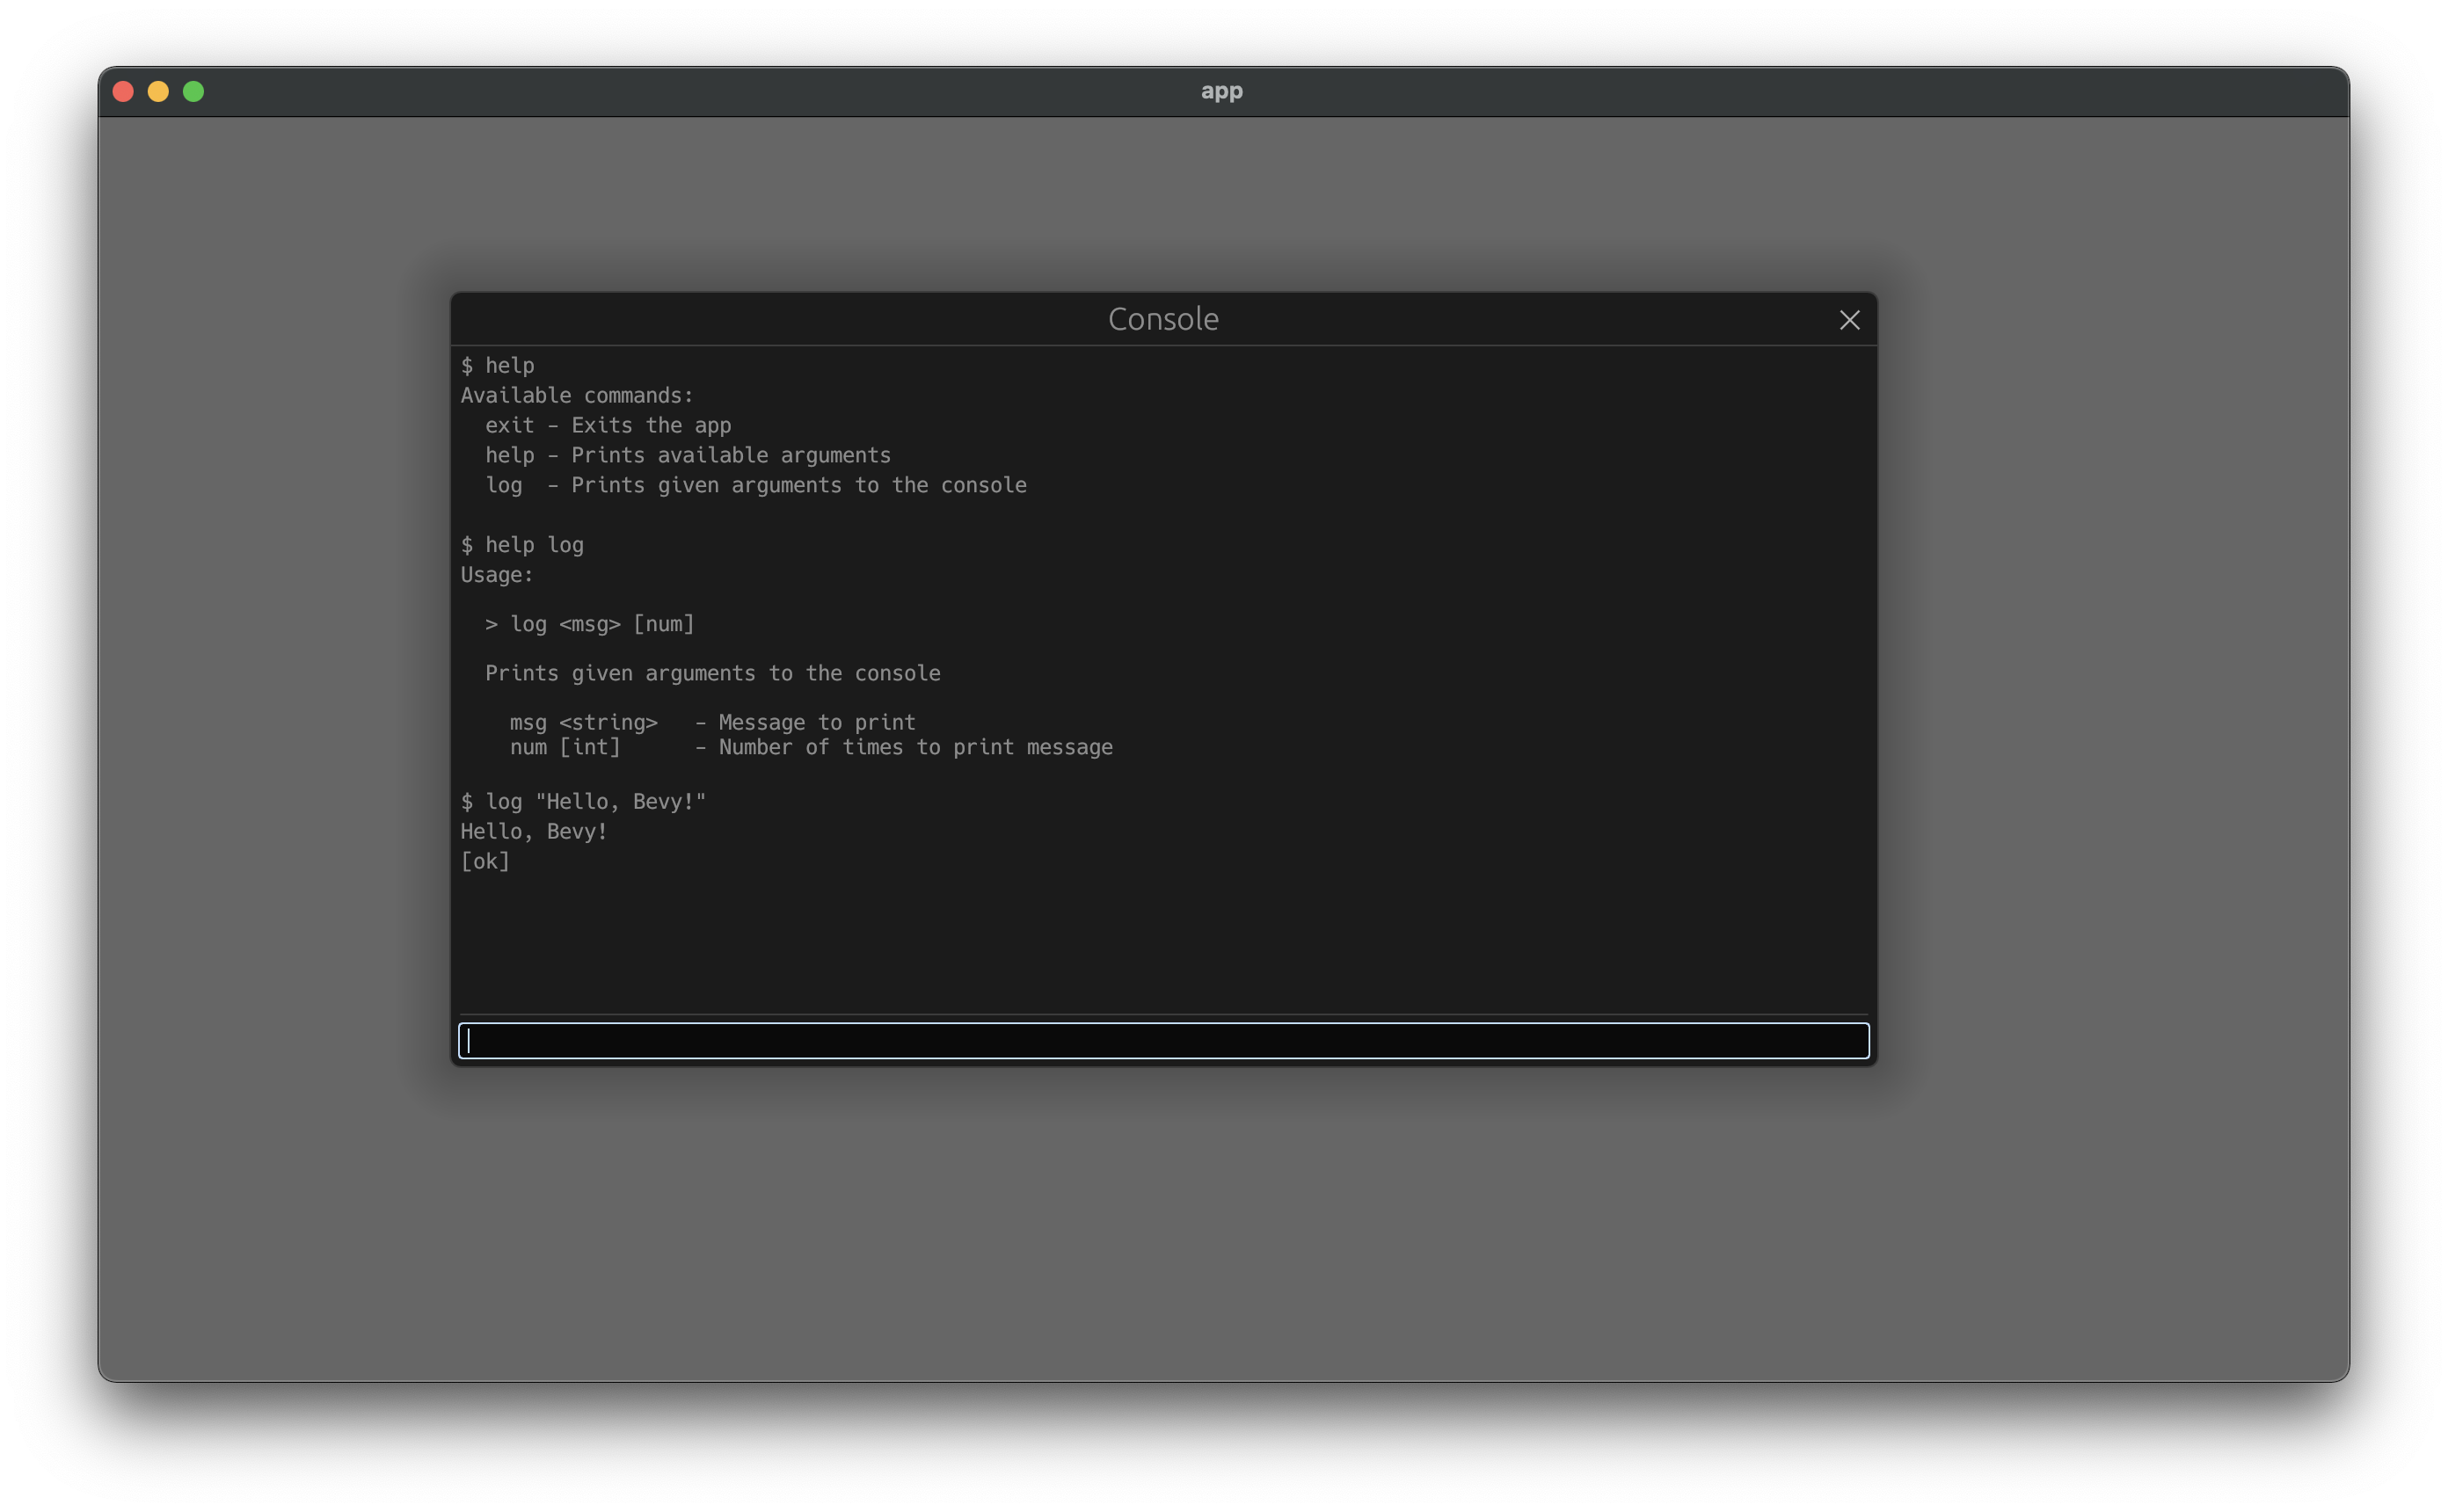 app
Console
$ help
Available commands:
  exit - Exits the app
  help - Prints available arguments
  log  - Prints given arguments to the console
$ help log
Usage:
  > log <msg> [num]
  Prints given arguments to the console
    msg <string>   - Message to print
    num [int]      - Number of times to print message
$ log "Hello, Bevy!"
Hello, Bevy!
[ok]